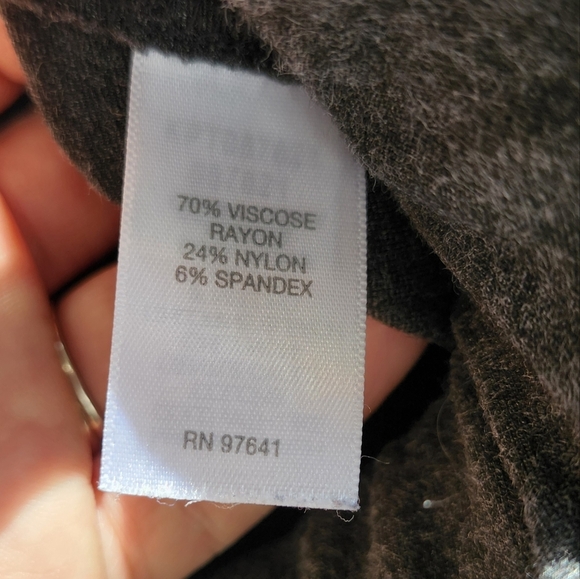 70% VISCOSE
RAYON
24% NYLON
6% SPANDEX
RN 97641